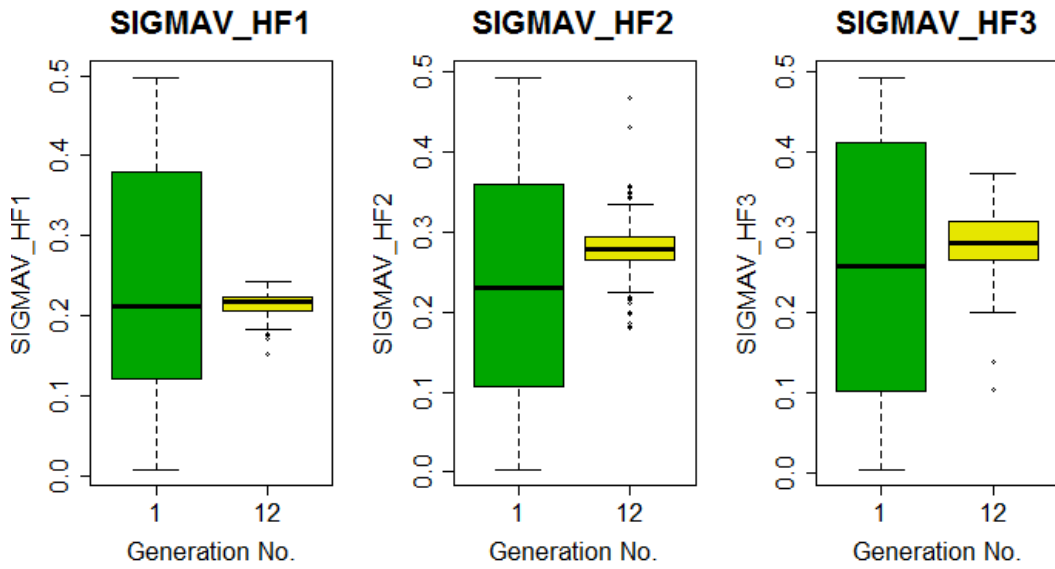 SIGMAV_HF1 SIGMAV_HF2 SIGMAV_HF3
SIGMAV_HF1
0.0 0.1 0.2 0.3 0.4 0.5
1 12
Generation No.
SIGMAV_HF2
0.0 0.1 0.2 0.3 0.4 0.5
1 12
Generation No.
SIGMAV_HF3
0.0 0.1 0.2 0.3 0.4 0.5
1 12
Generation No.